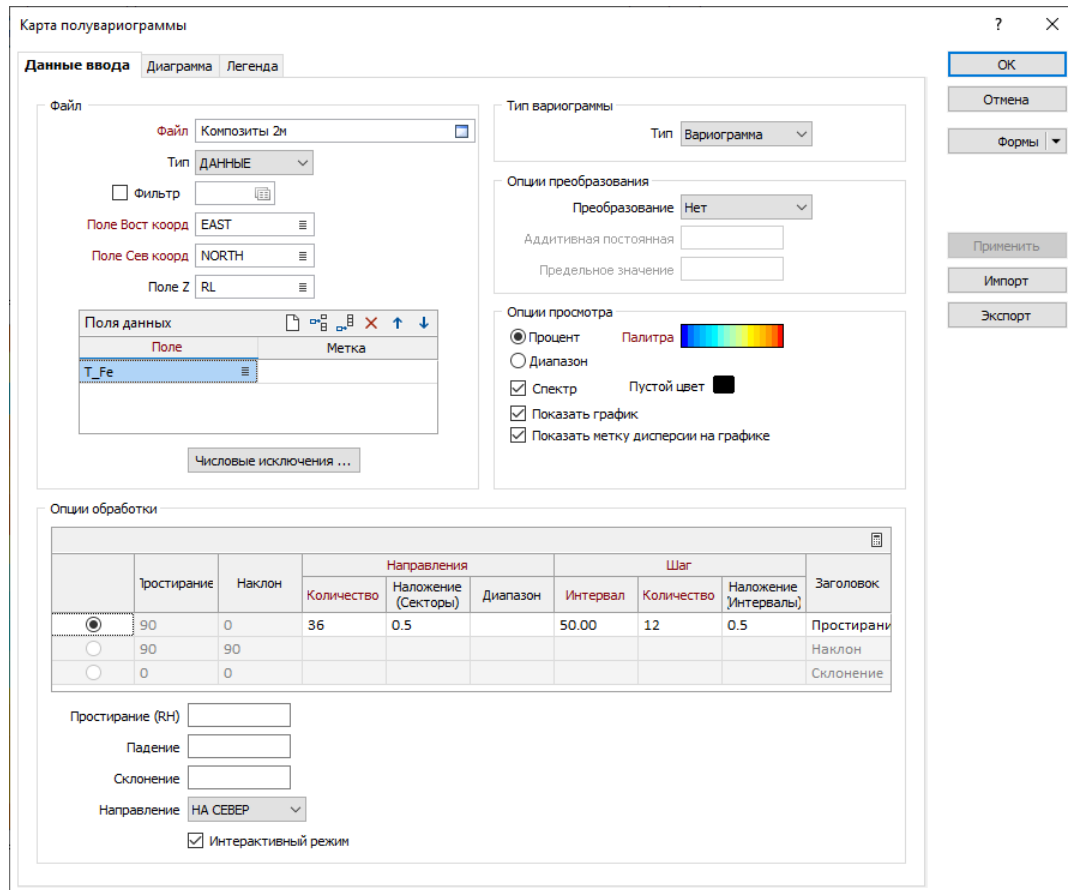 Карта полувариограммы
?
Данные ввода Диаграмма Легенда
OK
Отмена
Формы
Применить
Импорт
Экспорт
Файл
Файл Композиты 2м
Тип ДАННЫЕ
Фильтр
Поле Вост коорд EAST
Поле Сев коорд NORTH
Поле Z RL
Поля данных
Поле Метка
T_Fe
Числовые исключения ...
Тип вариограммы
Тип Вариограмма
Опции преобразования
Преобразование Нет
Аддитивная постоянная
Предельное значение
Опции просмотра
Процент Палитра
Диапазон
Спектр Пустой цвет
Показать график
Показать метку дисперсии на графике
Опции обработки
Направления Шаг
Простирание Наклон Количество Наложение (Секторы) Диапазон Интервал Количество Наложение (Интервалы) Заголовок
90 0 36 0.5 50.00 12 0.5 Простирани
90 90 Наклон
0 0 Склонение
Простирание (RH)
Падение
Склонение
Направление НА СЕВЕР
Интерактивный режим